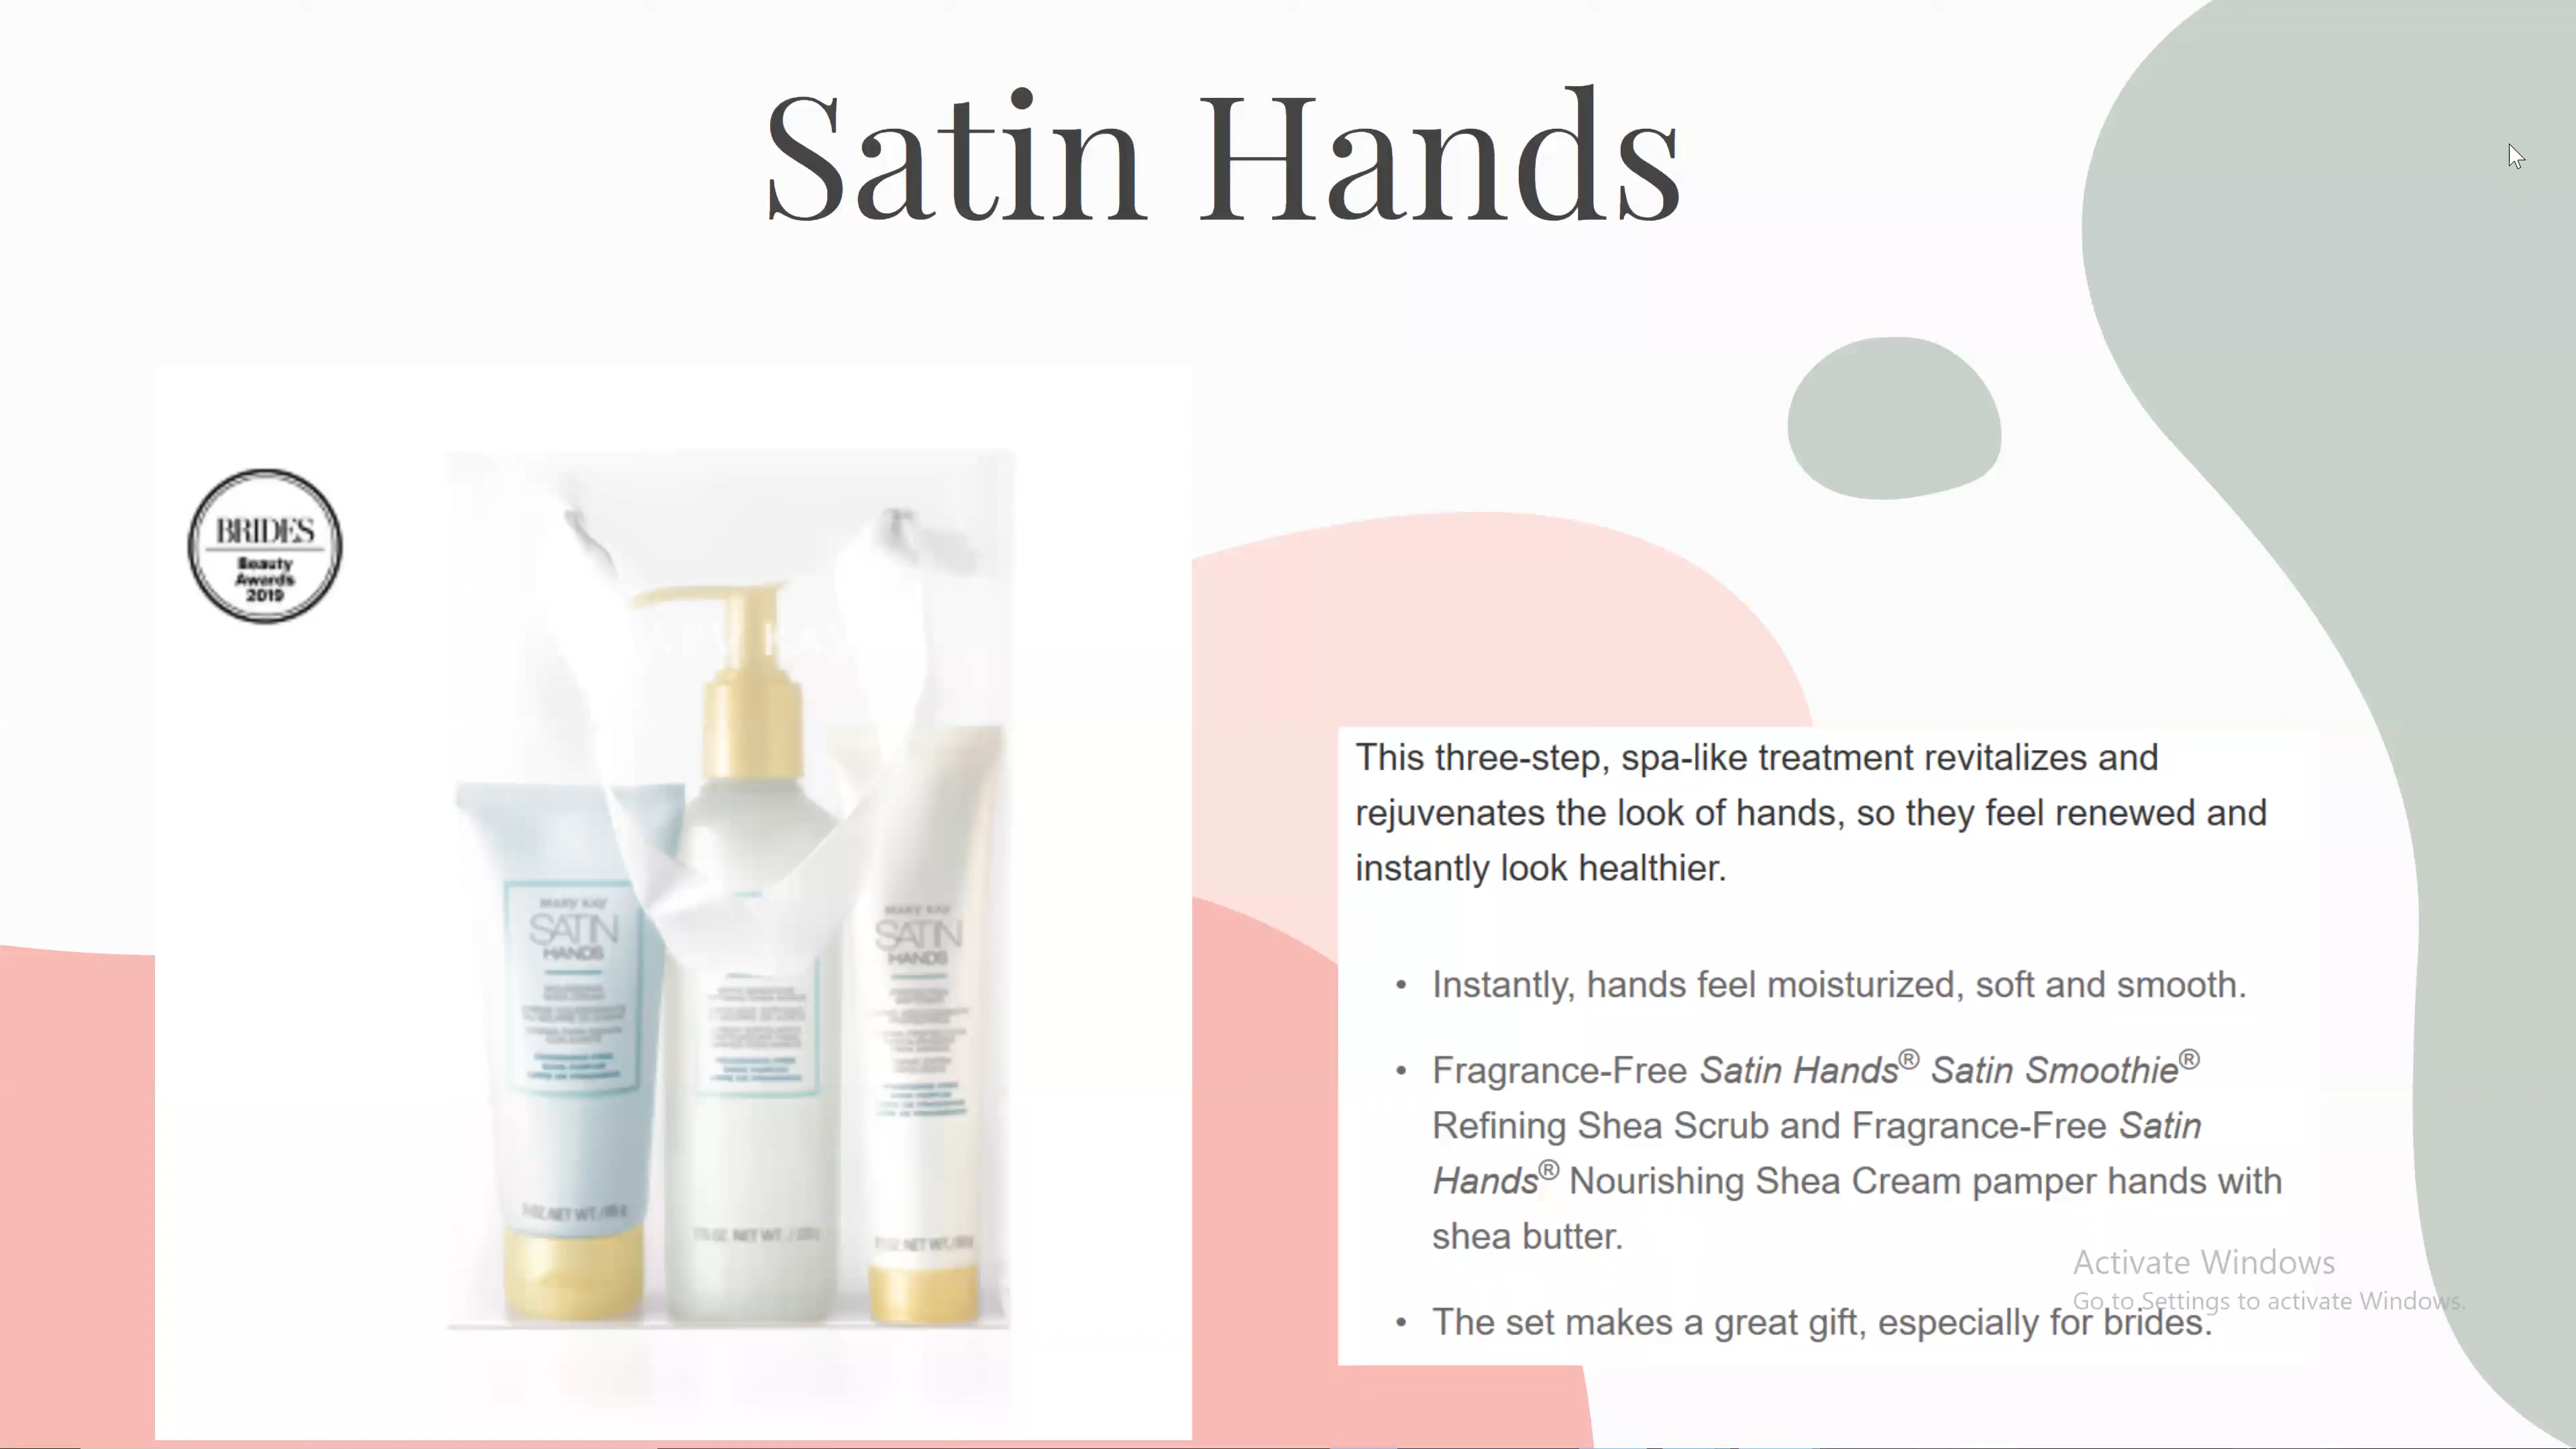 Satin Hands
BRIDES
Beauty
Awards
2019
MARY KAY
SATIN
HANDS
MARY KAY
SATIN
HANDS
This three-step, spa-like treatment revitalizes and
rejuvenates the look of hands, so they feel renewed and
instantly look healthier.
• Instantly, hands feel moisturized, soft and smooth.
• Fragrance-Free Satin Hands® Satin Smoothie®
Refining Shea Scrub and Fragrance-Free Satin
Hands® Nourishing Shea Cream pamper hands with
shea butter.
• The set makes a great gift, especially for brides.
Activate Windows
Go to Settings to activate Windows.